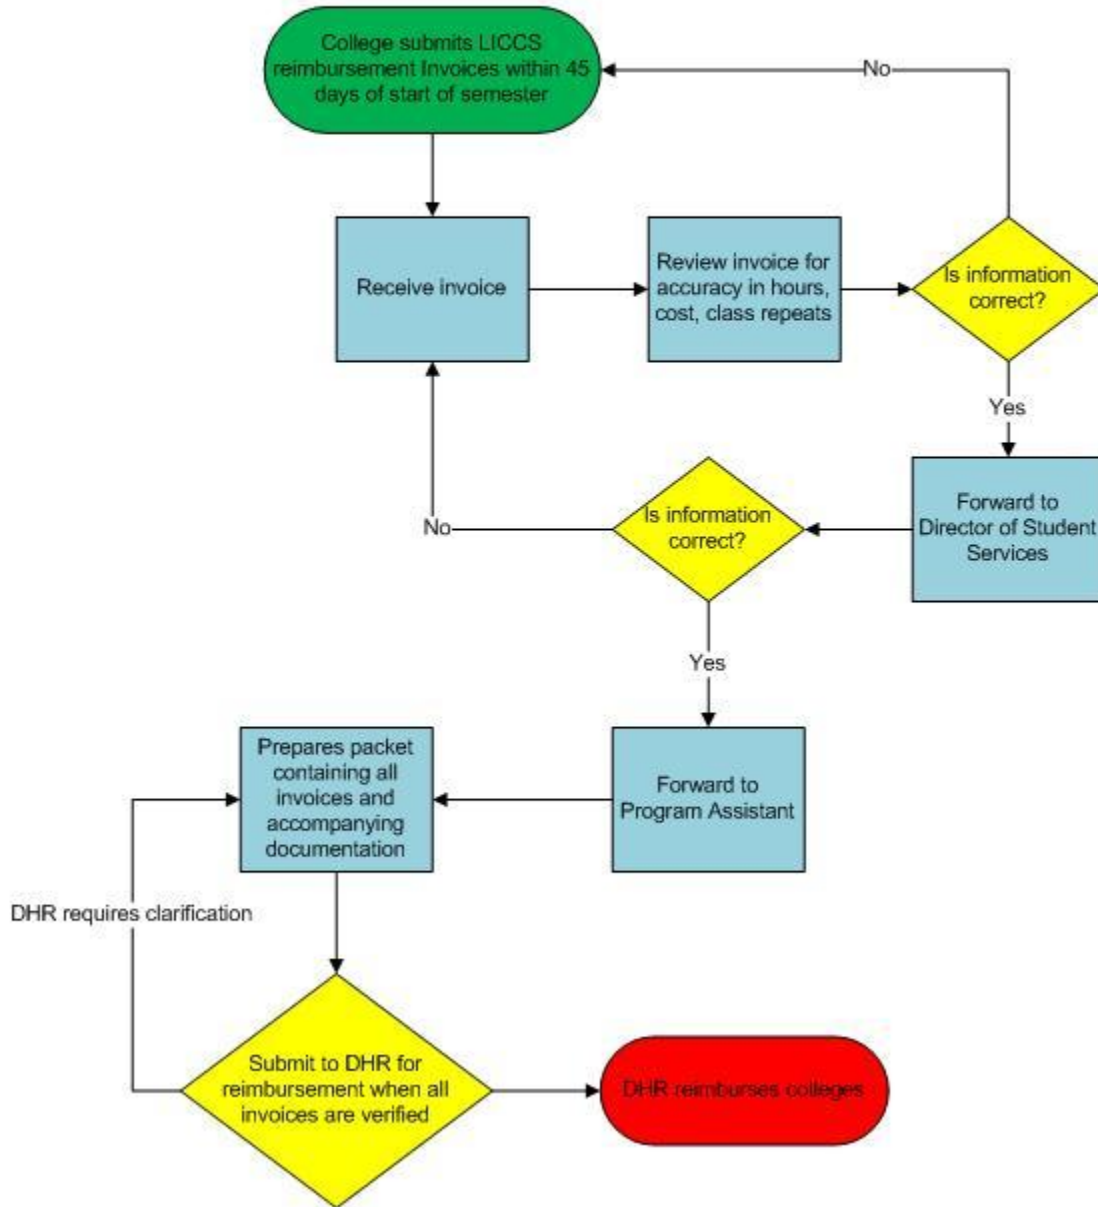 College submits LICCS
reimbursement Invoices within 45
days of start of semester
No
Receive invoice
Review invoice for
accuracy in hours,
cost, class repeats
Is information
correct?
Yes
Forward to
Director of Student
Services
Is information
correct?
No
Yes
Forward to
Program Assistant
Prepares packet
containing all
invoices and
accompanying
documentation
DHR requires clarification
Submit to DHR for
reimbursement when all
invoices are verified
DHR reimburses colleges